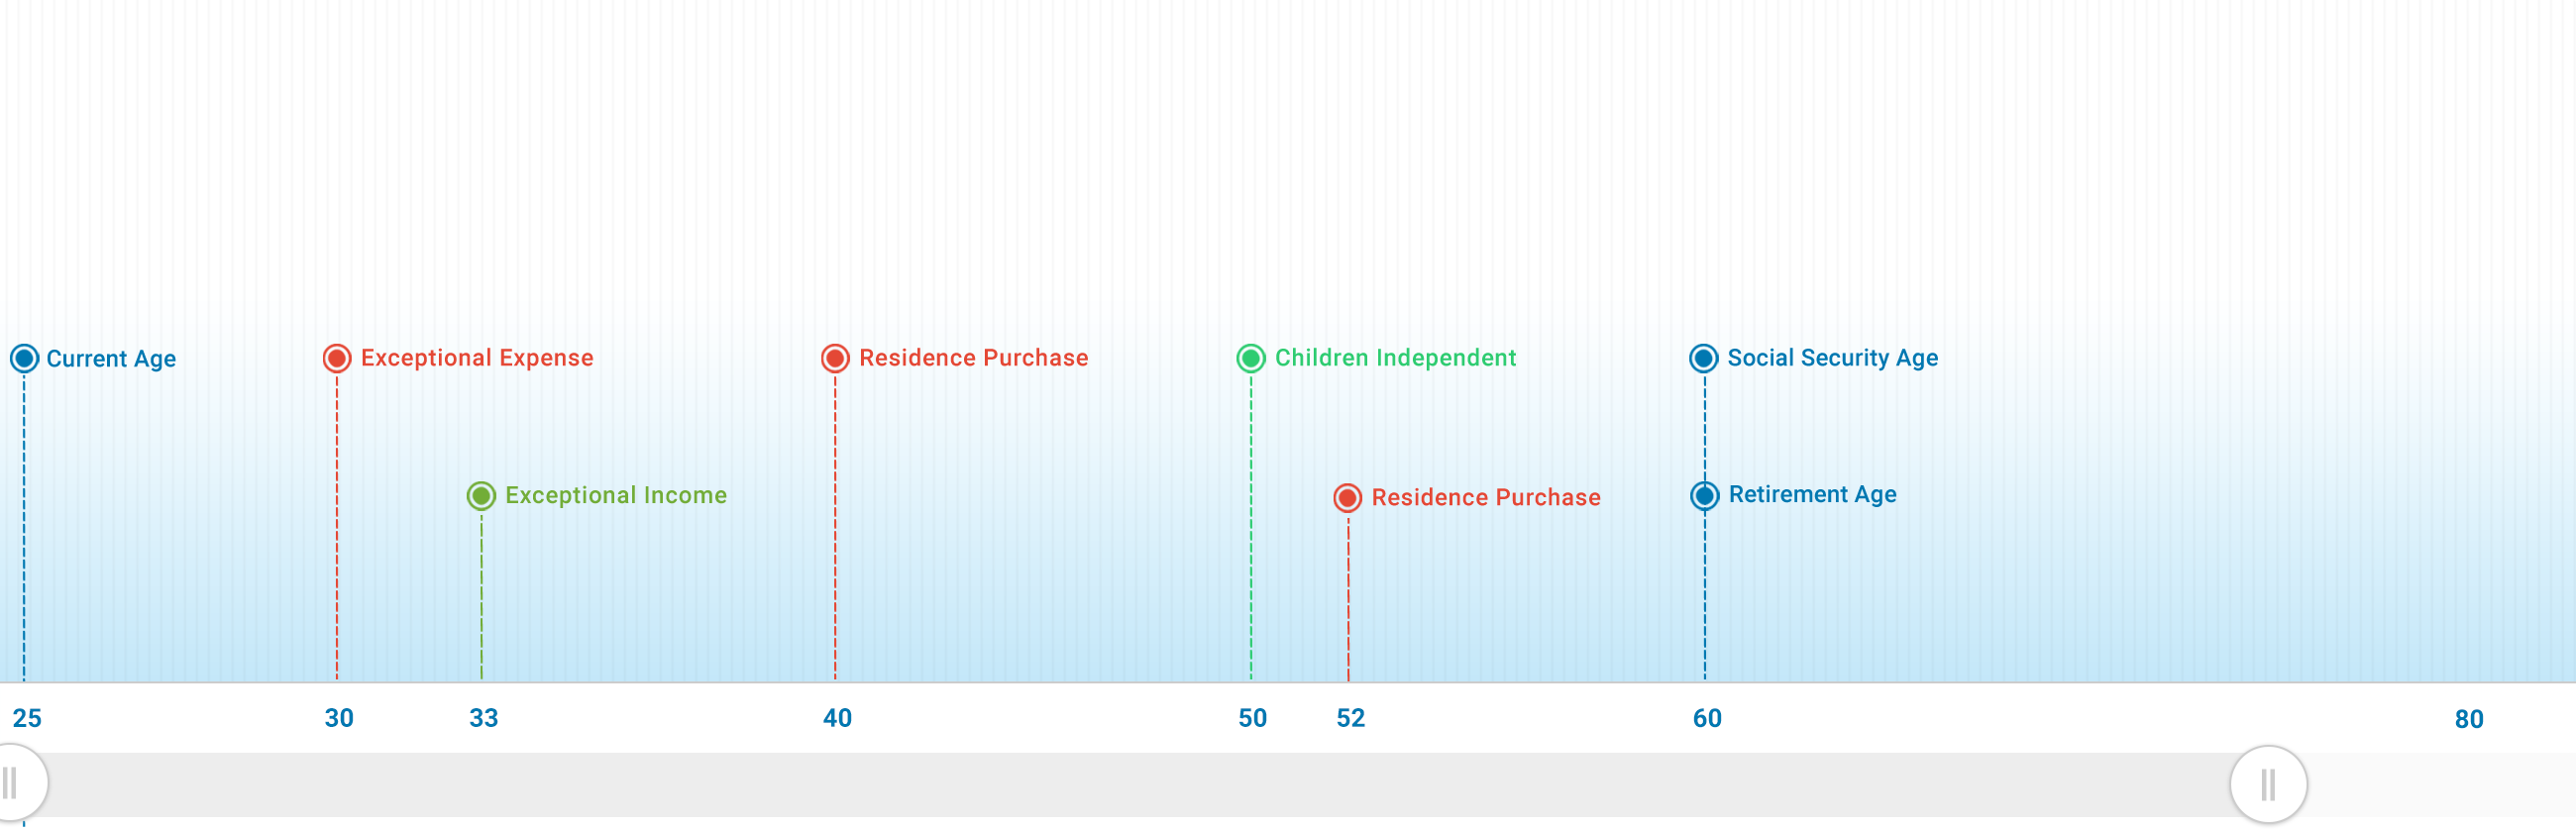 Current Age
Exceptional Expense
Residence Purchase
Children Independent
Social Security Age
Exceptional Income
Residence Purchase
Retirement Age
25 30 33 40 50 52 60 80